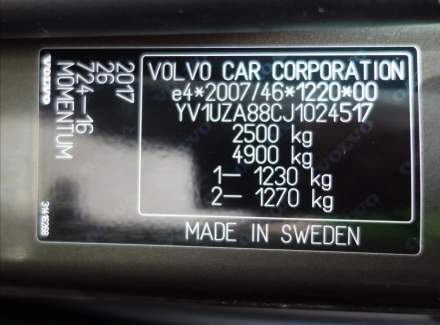 VOLVO CAR CORPORATION
e4*2007/46*1220*00
YV1UZA88CJ1024517
2500 kg
4900 kg
1— 1230 kg
2— 1270 kg
MADE IN SWEDEN
2017
26
724—16
MOMENTUM
VOLVO